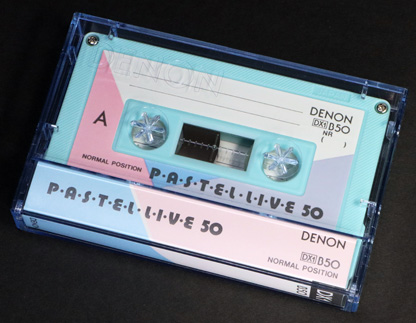 DENON
A
DENON
DX1 B50
NR
( )
NORMAL POSITION
P·A·S·T·E·L·L·I·V·E 50
P·A·S·T·E·L·L·I·V·E 50
DENON
DX1 B50
NORMAL POSITION